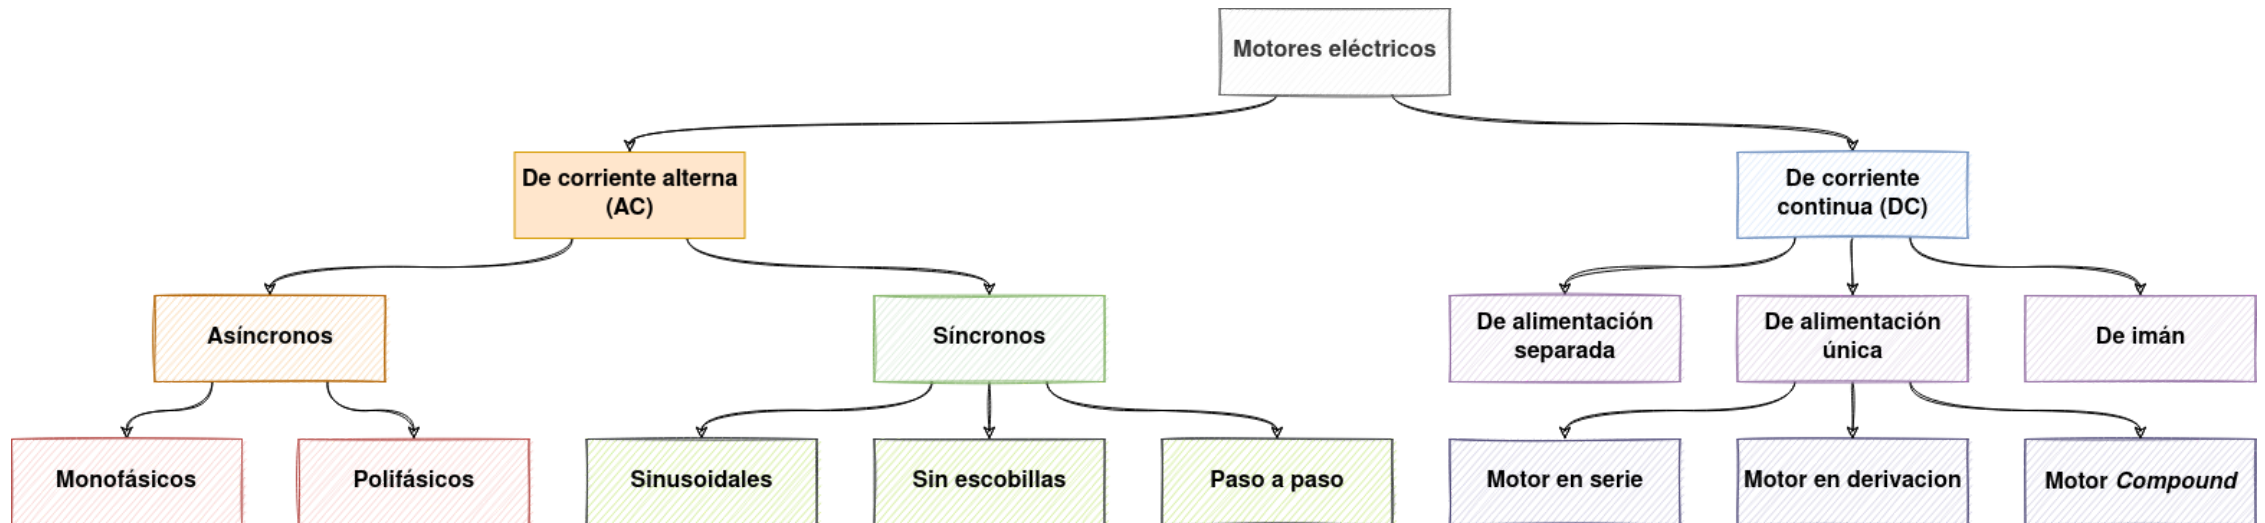 Motores eléctricos
De corriente alterna
(AC)
De corriente
continua (DC)
Asíncronos
Síncronos
De alimentación
separada
De alimentación
única
De imán
Monofásicos
Polifásicos
Sinusoidales
Sin escobillas
Paso a paso
Motor en serie
Motor en derivacion
Motor Compound